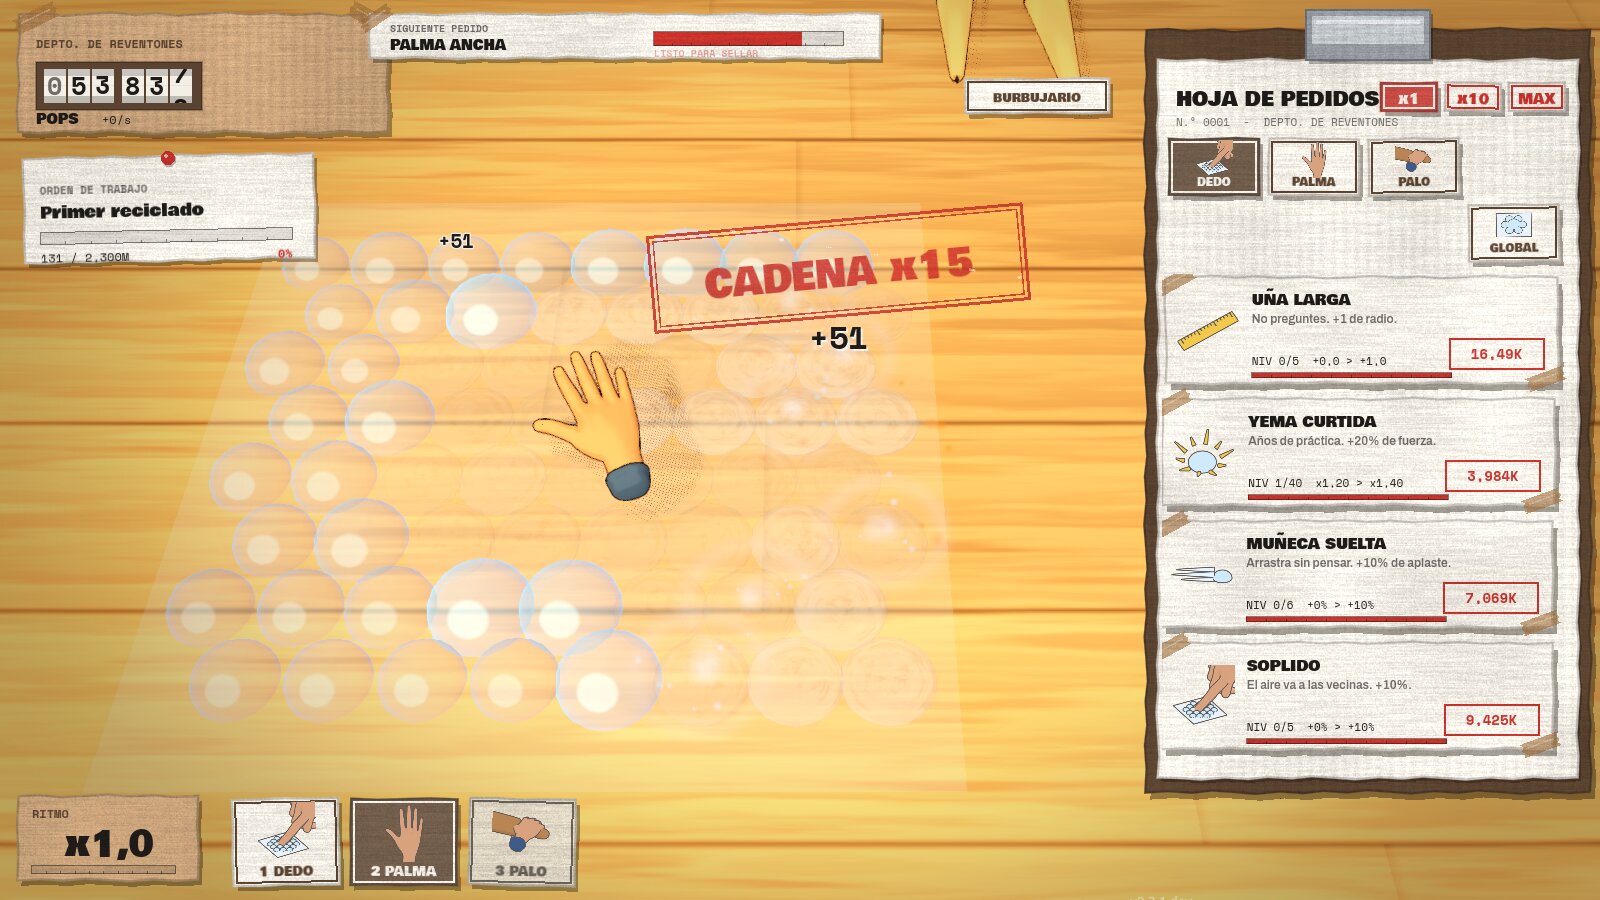 DEPTO. DE REVENTONES
05383
POPS +0/s
SIGUIENTE PEDIDO
PALMA ANCHA
LISTO PARA SELLAR
BURBUJARIO
ORDEN DE TRABAJO
Primer reciclado
131 / 2,300M 0%
+51
CADENA x15
+51
HOJA DE PEDIDOS x1 x10 MAX
N.º 0001 - DEPTO. DE REVENTONES
DEDO PALMA PALO
GLOBAL
UÑA LARGA
No preguntes. +1 de radio.
NIV 0/5 +0,0 > +1,0 16,49K
YEMA CURTIDA
Años de práctica. +20% de fuerza.
NIV 1/40 x1,20 > x1,40 3,984K
MUÑECA SUELTA
Arrastra sin pensar. +10% de aplaste.
NIV 0/6 +0% > +10% 7,069K
SOPLIDO
El aire va a las vecinas. +10%.
NIV 0/5 +0% > +10% 9,425K
RITMO
x1,0
1 DEDO 2 PALMA 3 PALO